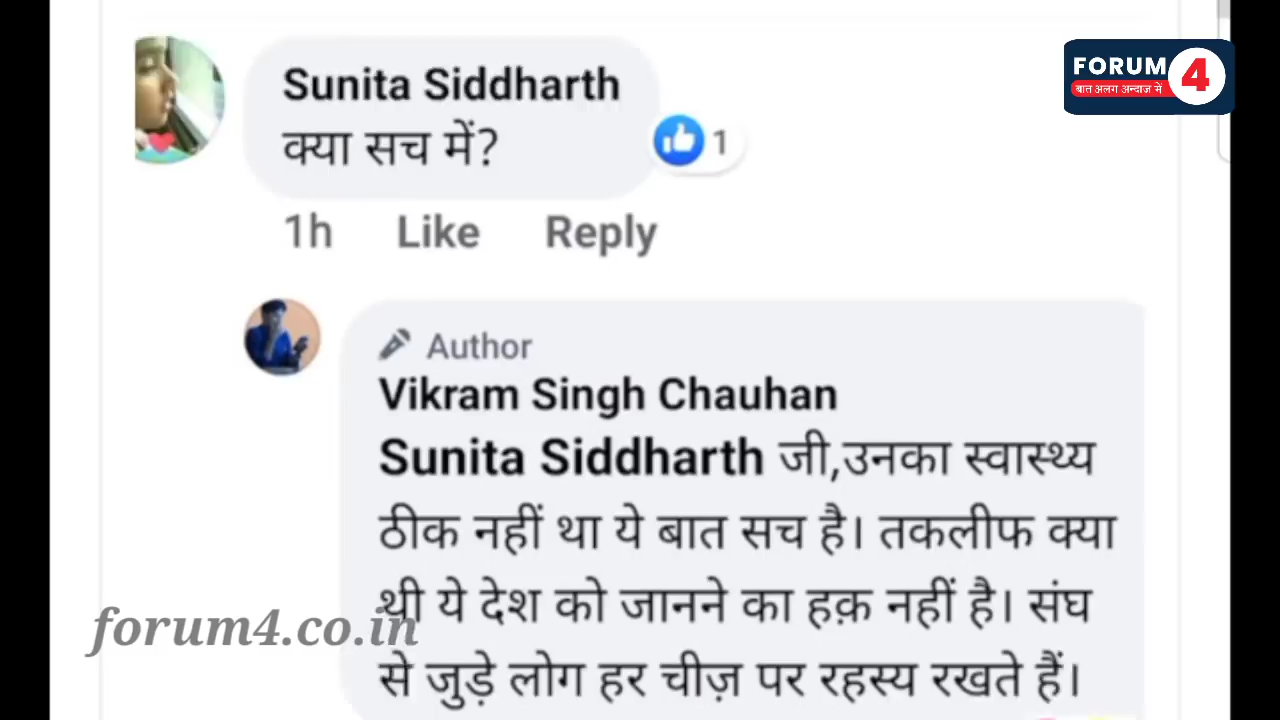 FORUM 4
बात अलग अन्दाज़ में
Sunita Siddharth
क्या सच में?
1
1h Like Reply
Author
Vikram Singh Chauhan
Sunita Siddharth जी,उनका स्वास्थ्य
ठीक नहीं था ये बात सच है। तकलीफ क्या
थी ये देश को जानने का हक़ नहीं है। संघ
से जुड़े लोग हर चीज़ पर रहस्य रखते हैं।
forum4.co.in